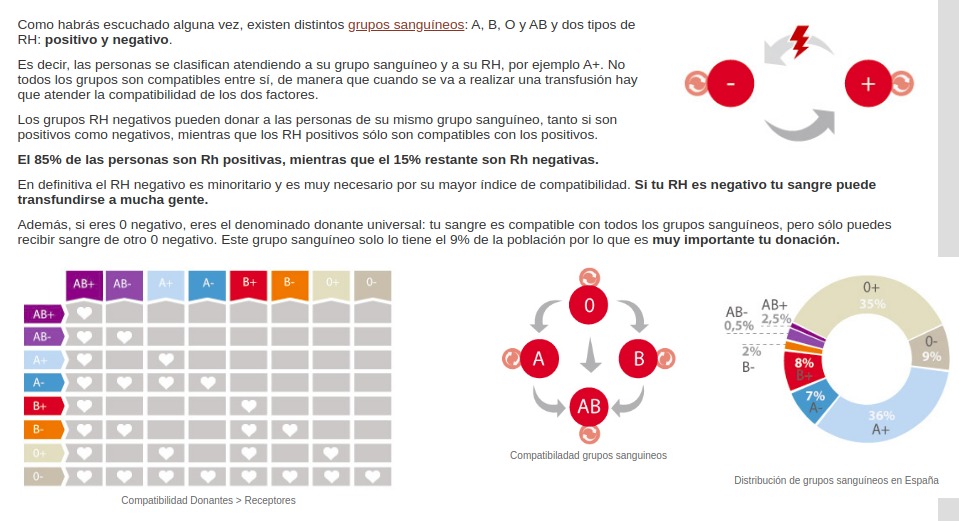 Como habrás escuchado alguna vez, existen distintos grupos sanguíneos: A, B, O y AB y dos tipos de
RH: positivo y negativo.
Es decir, las personas se clasifican atendiendo a su grupo sanguíneo y a su RH, por ejemplo A+. No
todos los grupos son compatibles entre sí, de manera que cuando se va a realizar una transfusión hay
que atender la compatibilidad de los dos factores.
Los grupos RH negativos pueden donar a las personas de su mismo grupo sanguíneo, tanto si son
positivos como negativos, mientras que los RH positivos sólo son compatibles con los positivos.
El 85% de las personas son Rh positivas, mientras que el 15% restante son Rh negativas.
En definitiva el RH negativo es minoritario y es muy necesario por su mayor índice de compatibilidad. Si tu RH es negativo tu sangre puede
transfundirse a mucha gente.
Además, si eres 0 negativo, eres el denominado donante universal: tu sangre es compatible con todos los grupos sanguíneos, pero sólo puedes
recibir sangre de otro 0 negativo. Este grupo sanguíneo solo lo tiene el 9% de la población por lo que es muy importante tu donación.
- +
AB+ AB- A+ A- B+ B- 0+ 0-
AB+
AB-
A+
A-
B+
B-
0+
0-
Compatibilidad Donantes > Receptores
0
A B
AB
Compatibiladad grupos sanguineos
0+
35%
0-
9%
36%
A+
7%
A-
8%
B+
2%
B-
AB-
0,5%
AB+
2,5%
Distribución de grupos sanguíneos en España